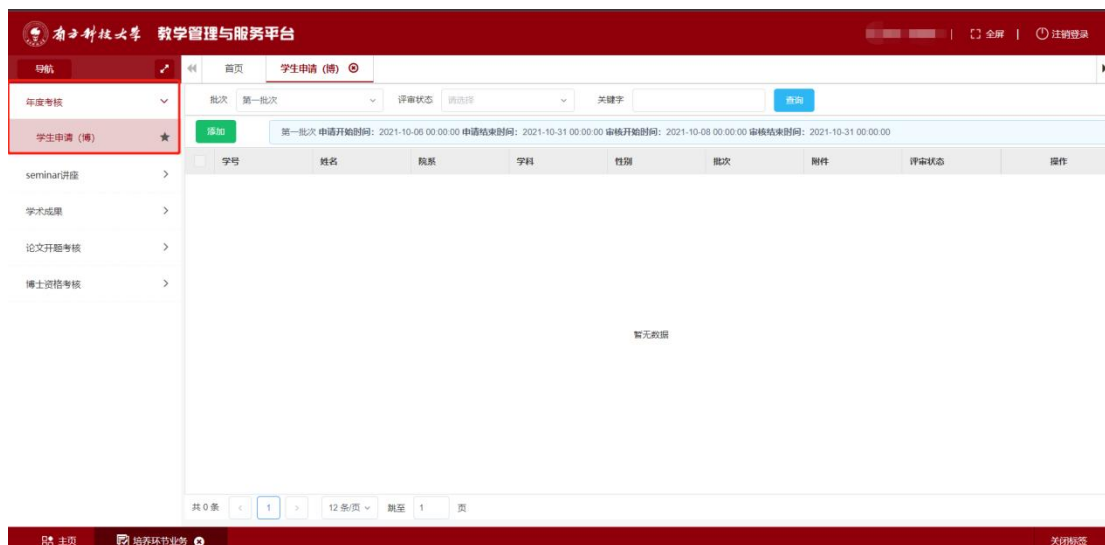 南方科技大学 教学管理与服务平台 | 全屏 | 注销登录
导航 首页 学生申请（博）
年度考核 批次 第一批次 评审状态 请选择 关键字 查询
学生申请（博） 添加 第一批次 申请开始时间：2021-10-06 00:00:00 申请结束时间：2021-10-31 00:00:00 审核开始时间：2021-10-08 00:00:00 审核结束时间：2021-10-31 00:00:00
学号 姓名 院系 学科 性别 批次 附件 评审状态 操作
seminar讲座
学术成果
论文开题考核
博士资格考核
暂无数据
共 0 条 1 12 条/页 跳至 1 页
主页 培养环节业务 关闭标签